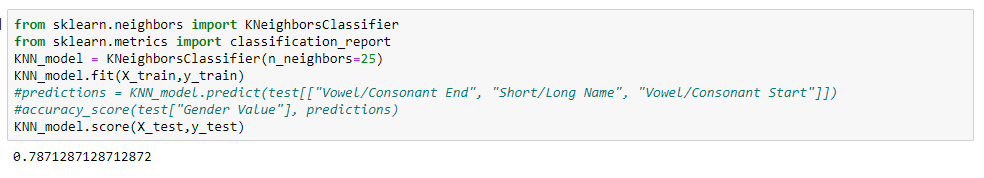 from sklearn.neighbors import KNeighborsClassifier
from sklearn.metrics import classification_report
KNN_model = KNeighborsClassifier(n_neighbors=25)
KNN_model.fit(X_train,y_train)
#predictions = KNN_model.predict(test[["Vowel/Consonant End", "Short/Long Name", "Vowel/Consonant Start"]])
#accuracy_score(test["Gender Value"], predictions)
KNN_model.score(X_test,y_test)
0.7871287128712872